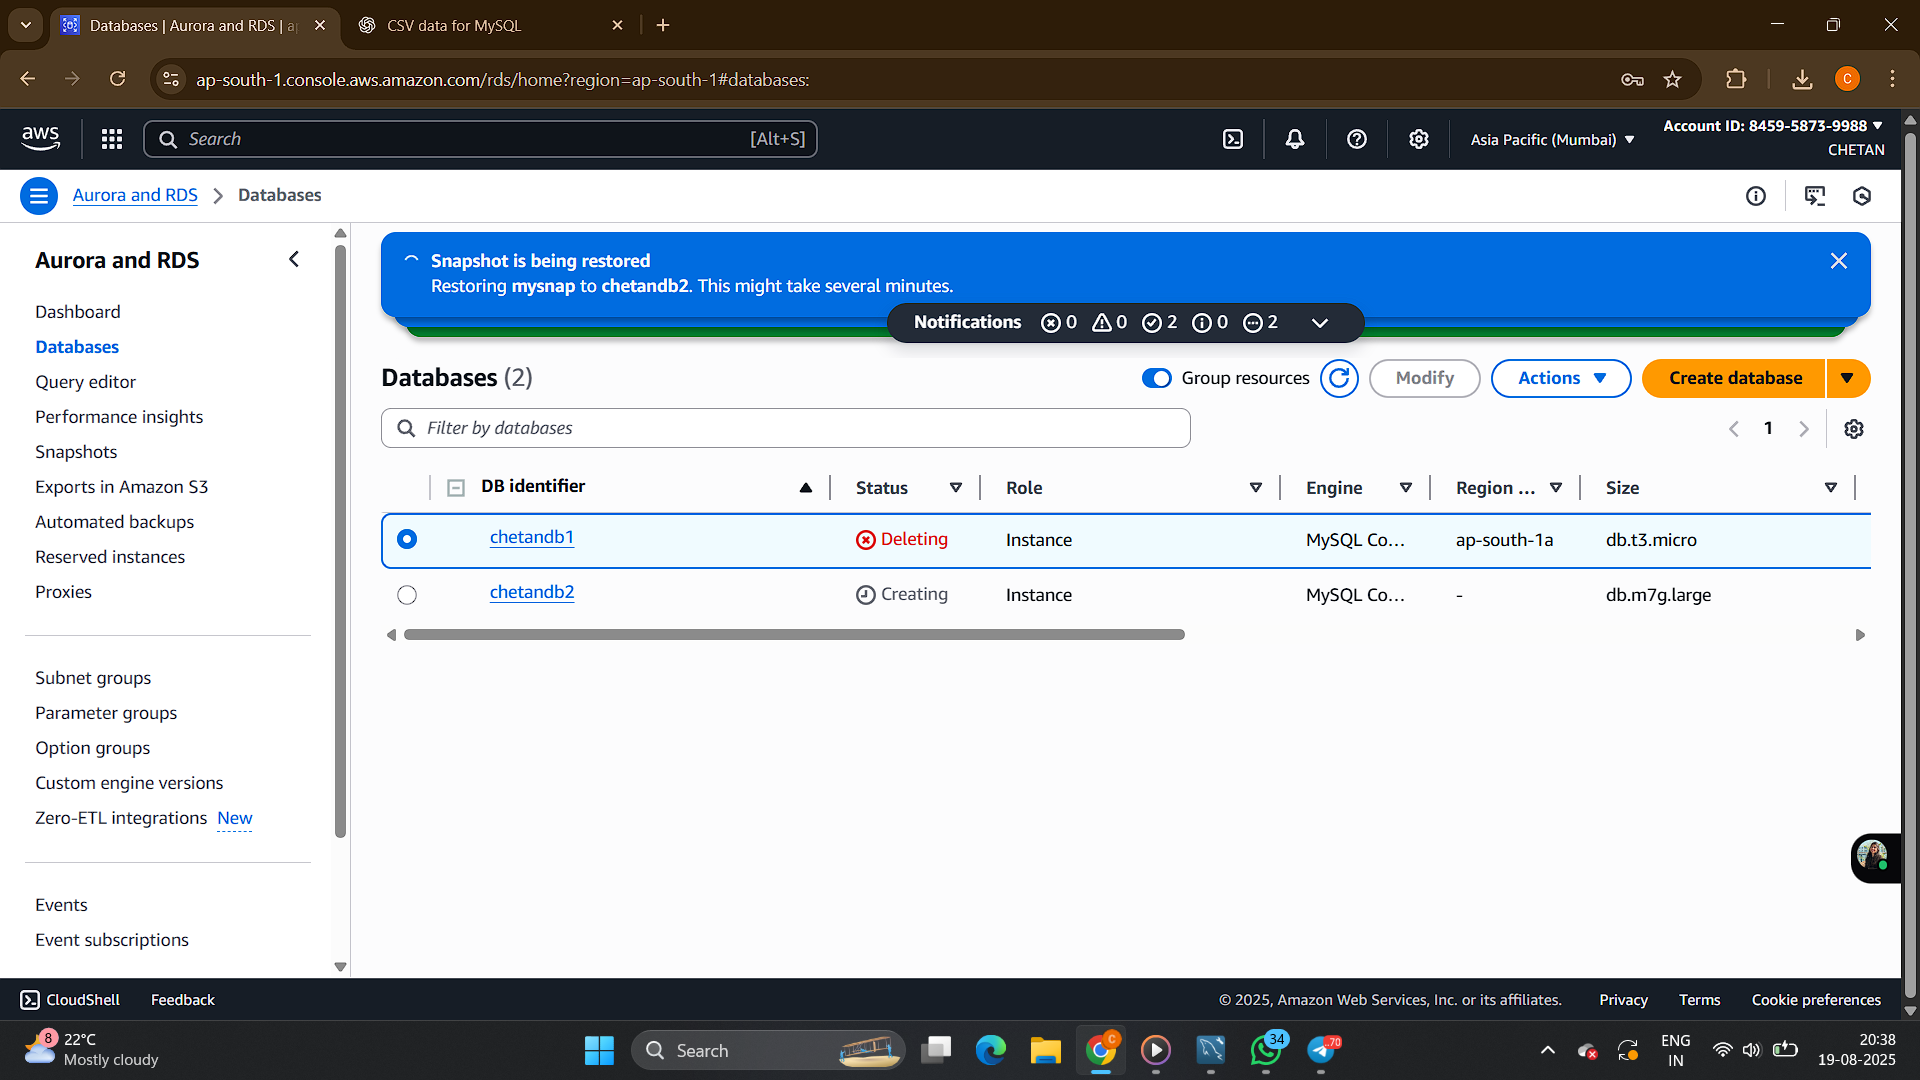 Databases | Aurora and RDS | a
CSV data for MySQL
ap-south-1.console.aws.amazon.com/rds/home?region=ap-south-1#databases:
C
aws
Search
[Alt+S]
Asia Pacific (Mumbai)
Account ID: 8459-5873-9988
CHETAN
Aurora and RDS
Databases
Aurora and RDS
Dashboard
Databases
Query editor
Performance insights
Snapshots
Exports in Amazon S3
Automated backups
Reserved instances
Proxies
Subnet groups
Parameter groups
Option groups
Custom engine versions
Zero-ETL integrations New
Events
Event subscriptions
Snapshot is being restored
Restoring mysnap to chetandb2. This might take several minutes.
Notifications 0 0 2 0 2
Databases (2)
Group resources
Modify
Actions
Create database
Filter by databases
1
DB identifier Status Role Engine Region ... Size
chetandb1 Deleting Instance MySQL Co... ap-south-1a db.t3.micro
chetandb2 Creating Instance MySQL Co... - db.m7g.large
CloudShell Feedback
© 2025, Amazon Web Services, Inc. or its affiliates. Privacy Terms Cookie preferences
8
22°C
Mostly cloudy
Search
C
34
70
ENG
IN
20:38
19-08-2025